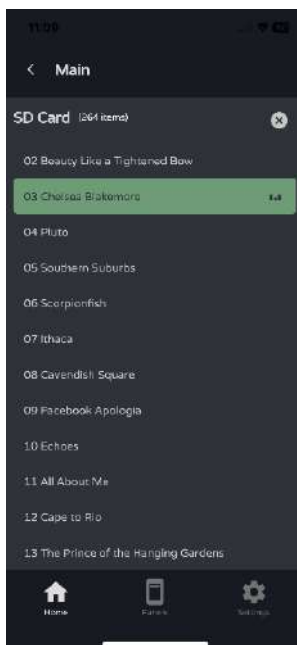 11:09
Main
SD Card (264 items)
02 Beauty Like a Tightened Bow
03 Chelsea Blakemore
04 Pluto
05 Southern Suburbs
06 Scorpionfish
07 Ithaca
08 Cavendish Square
09 Facebook Apologia
10 Echoes
11 All About Me
12 Cape to Rio
13 The Prince of the Hanging Gardens
Home
Settings